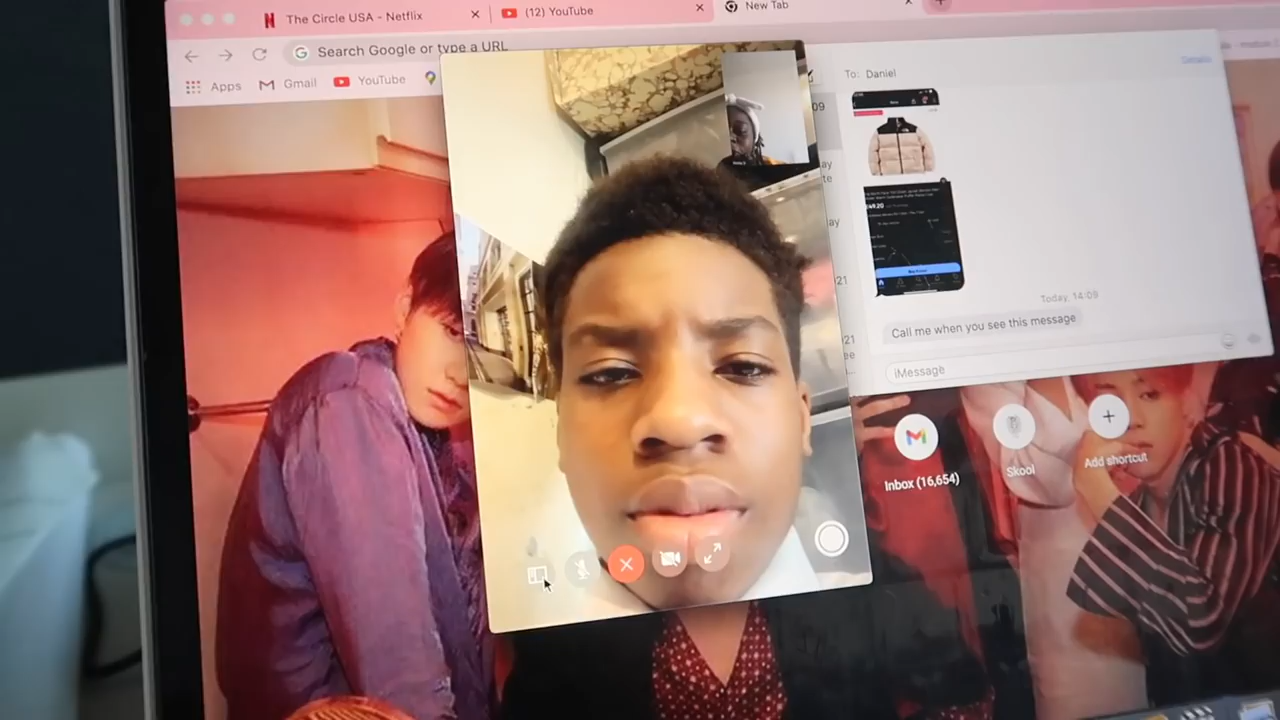 The Circle USA - Netflix
(12) YouTube
New Tab
Search Google or type a URL
Apps
Gmail
YouTube
To: Daniel
Today, 14:09
Call me when you see this message
iMessage
Inbox (16,654)
Skool
Add shortcut